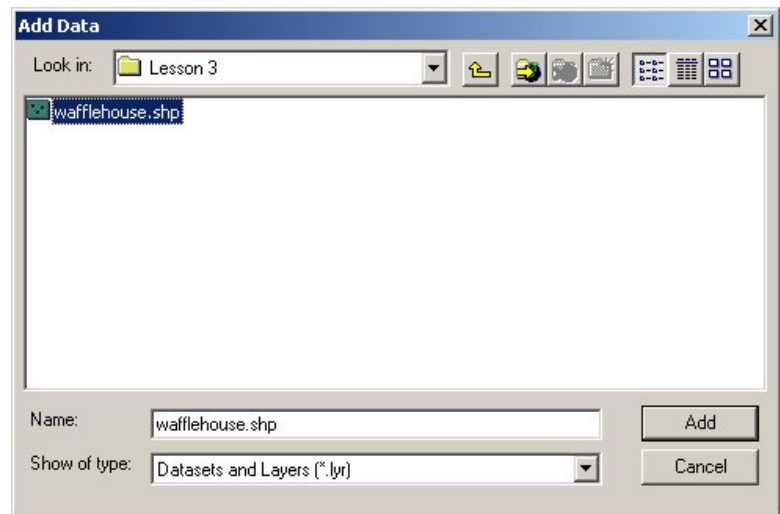 Add Data
Look in: Lesson 3
wafflehouse.shp
Name: wafflehouse.shp Add
Show of type: Datasets and Layers (*.lyr) Cancel